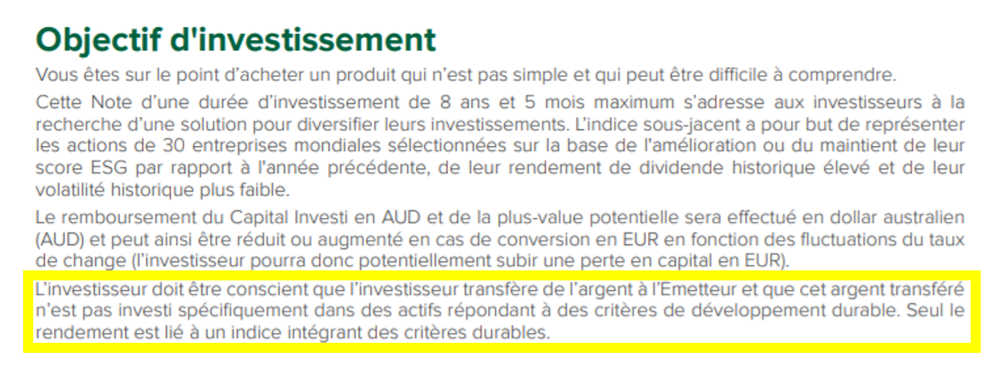 Objectif d'investissement
Vous êtes sur le point d’acheter un produit qui n’est pas simple et qui peut être difficile à comprendre.
Cette Note d’une durée d’investissement de 8 ans et 5 mois maximum s’adresse aux investisseurs à la
recherche d’une solution pour diversifier leurs investissements. L’indice sous-jacent a pour but de représenter
les actions de 30 entreprises mondiales sélectionnées sur la base de l'amélioration ou du maintient de leur
score ESG par rapport à l'année précédente, de leur rendement de dividende historique élevé et de leur
volatilité historique plus faible.
Le remboursement du Capital Investi en AUD et de la plus-value potentielle sera effectué en dollar australien
(AUD) et peut ainsi être réduit ou augmenté en cas de conversion en EUR en fonction des fluctuations du taux
de change (l’investisseur pourra donc potentiellement subir une perte en capital en EUR).
L’investisseur doit être conscient que l’investisseur transfère de l’argent à l’Émetteur et que cet argent transféré
n’est pas investi spécifiquement dans des actifs répondant à des critères de développement durable. Seul le
rendement est lié à un indice intégrant des critères durables.